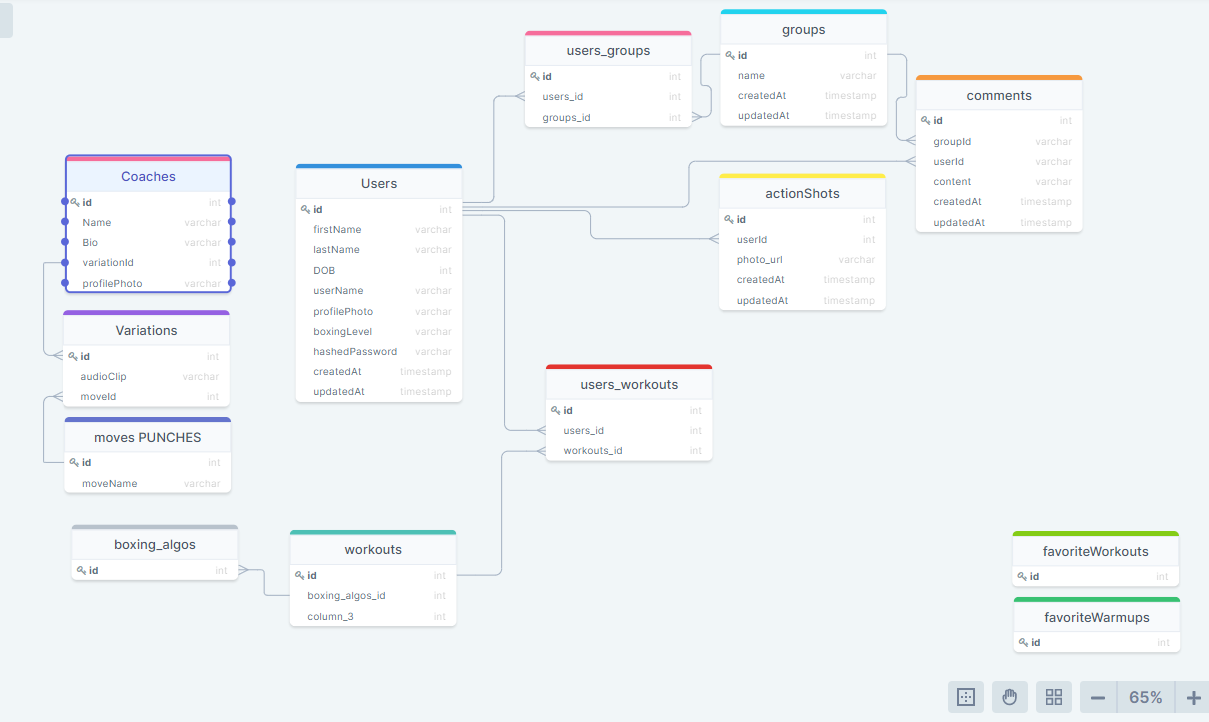 users_groups
id int
users_id int
groups_id int
groups
id int
name varchar
createdAt timestamp
updatedAt timestamp
comments
id int
groupId varchar
userId varchar
content varchar
createdAt timestamp
updatedAt timestamp
Coaches
id int
Name varchar
Bio varchar
variationId int
profilePhoto varchar
Users
id int
firstName varchar
lastName varchar
DOB int
userName varchar
profilePhoto varchar
boxingLevel varchar
hashedPassword varchar
createdAt timestamp
updatedAt timestamp
actionShots
id int
userId int
photo_url varchar
createdAt timestamp
updatedAt timestamp
Variations
id int
audioClip varchar
moveId int
moves PUNCHES
id int
moveName varchar
users_workouts
id int
users_id int
workouts_id int
boxing_algos
id int
workouts
id int
boxing_algos_id int
column_3 int
favoriteWorkouts
id int
favoriteWarmups
id int
65%